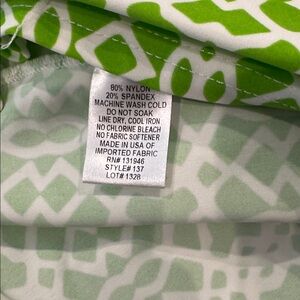 80% NYLON
20% SPANDEX
MACHINE WASH COLD
DO NOT SOAK
LINE DRY, COOL IRON
NO CHLORINE BLEACH
NO FABRIC SOFTENER
MADE IN USA OF
IMPORTED FABRIC
RN# 131946
STYLE# 137
LOT# 1328